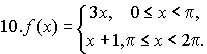 10. f(x) = { 3x, 0 ≤ x < π,
x + 1, π ≤ x < 2π.